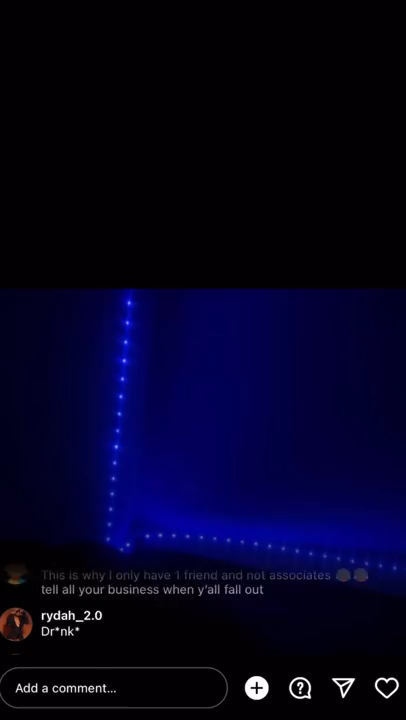 This is why I only have 1 friend and not associates
tell all your business when y'all fall out
rydah_2.0
Dr*nk*
Add a comment...